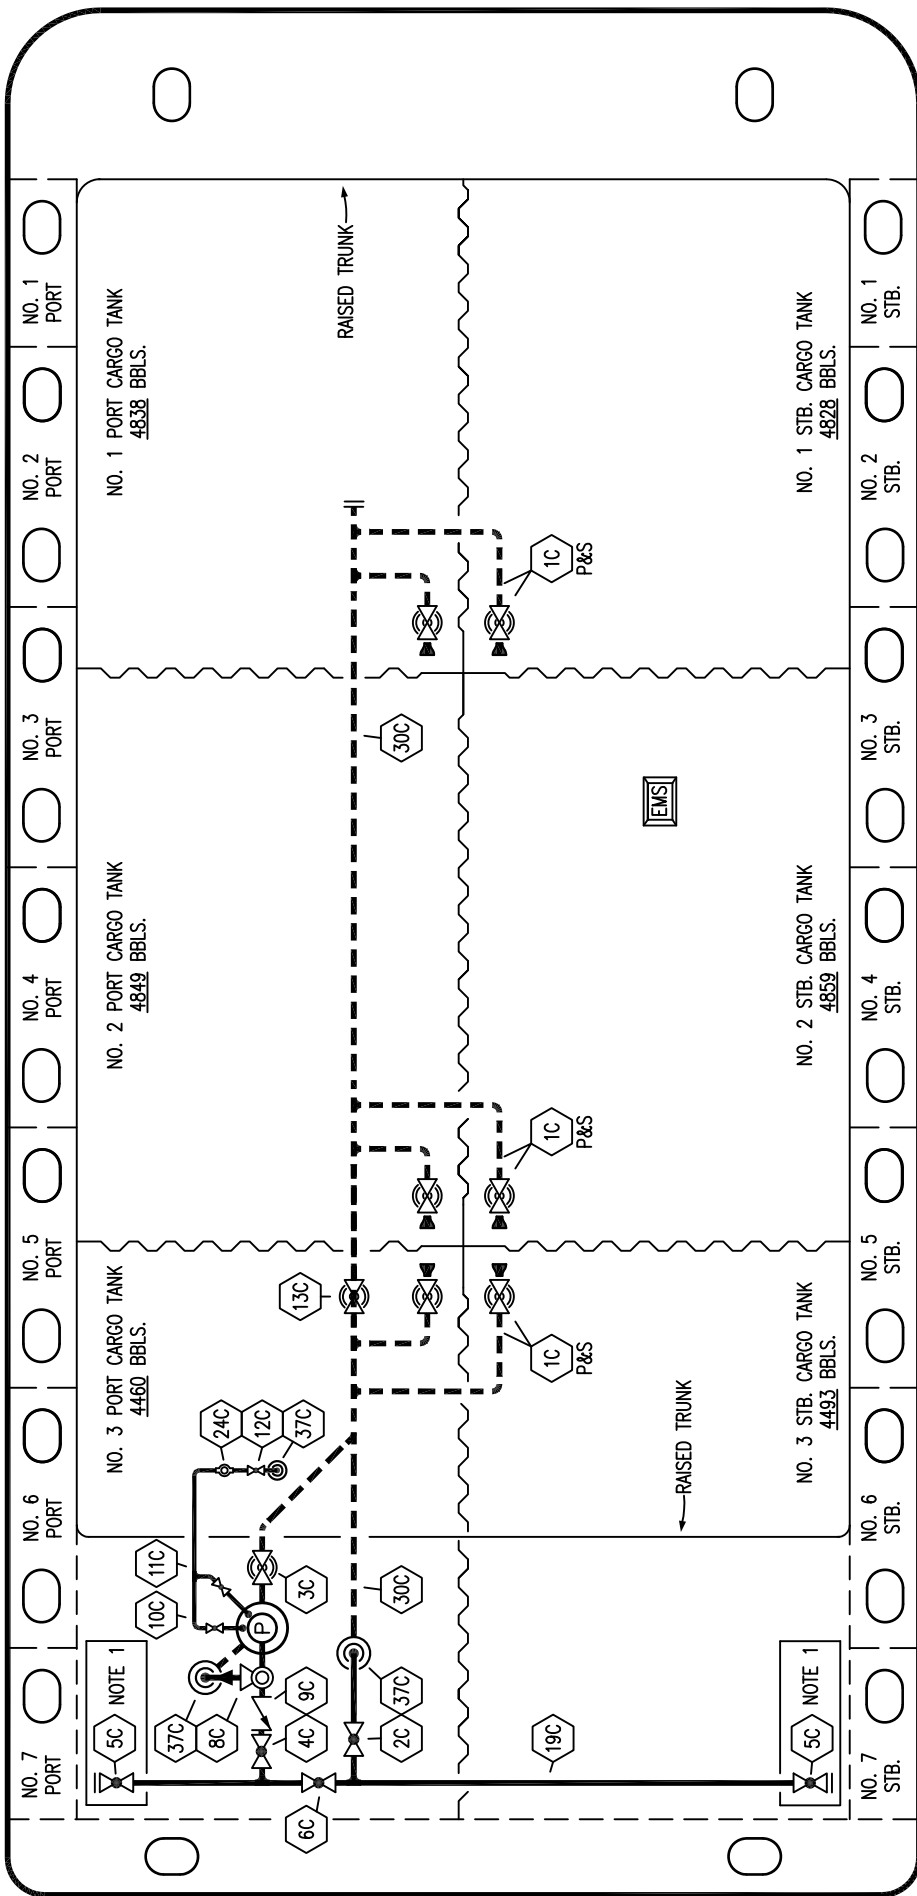 NO. 7
PORT
NO. 6
PORT
NO. 5
PORT
NO. 4
PORT
NO. 3
PORT
NO. 2
PORT
NO. 1
PORT
5C
NOTE 1
37C
8C
10C
11C
24C
12C
37C
NO. 3 PORT CARGO TANK
4460 BBLS.
NO. 2 PORT CARGO TANK
4849 BBLS.
NO. 1 PORT CARGO TANK
4838 BBLS.
P
9C
4C
3C
13C
6C
2C
37C
30C
30C
RAISED TRUNK
1C
P&S
1C
P&S
1C
P&S
19C
RAISED TRUNK
EMS
5C
NOTE 1
NO. 3 STB. CARGO TANK
4493 BBLS.
NO. 2 STB. CARGO TANK
4859 BBLS.
NO. 1 STB. CARGO TANK
4828 BBLS.
NO. 7
STB.
NO. 6
STB.
NO. 5
STB.
NO. 4
STB.
NO. 3
STB.
NO. 2
STB.
NO. 1
STB.